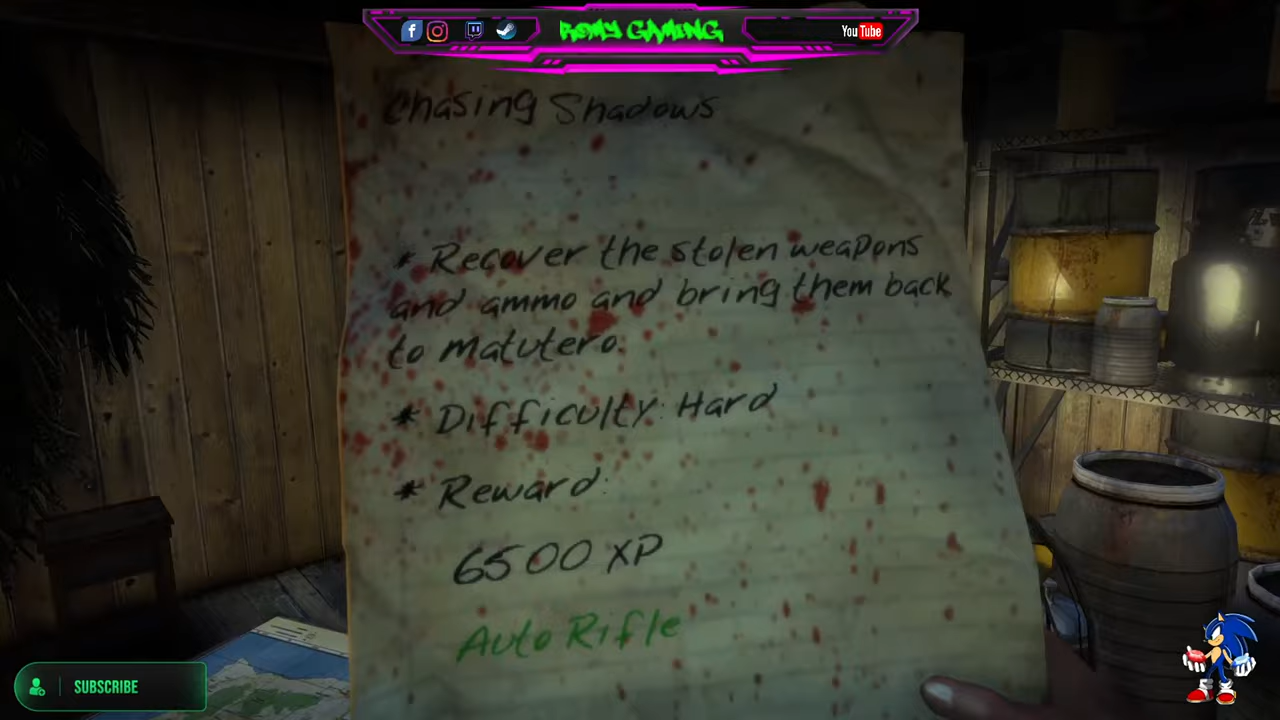 ROMY GAMING
YouTube
Chasing Shadows
* Recover the stolen weapons
and ammo and bring them back
to Matutero.
* Difficulty: Hard
* Reward:
6500 XP
Auto Rifle
SUBSCRIBE